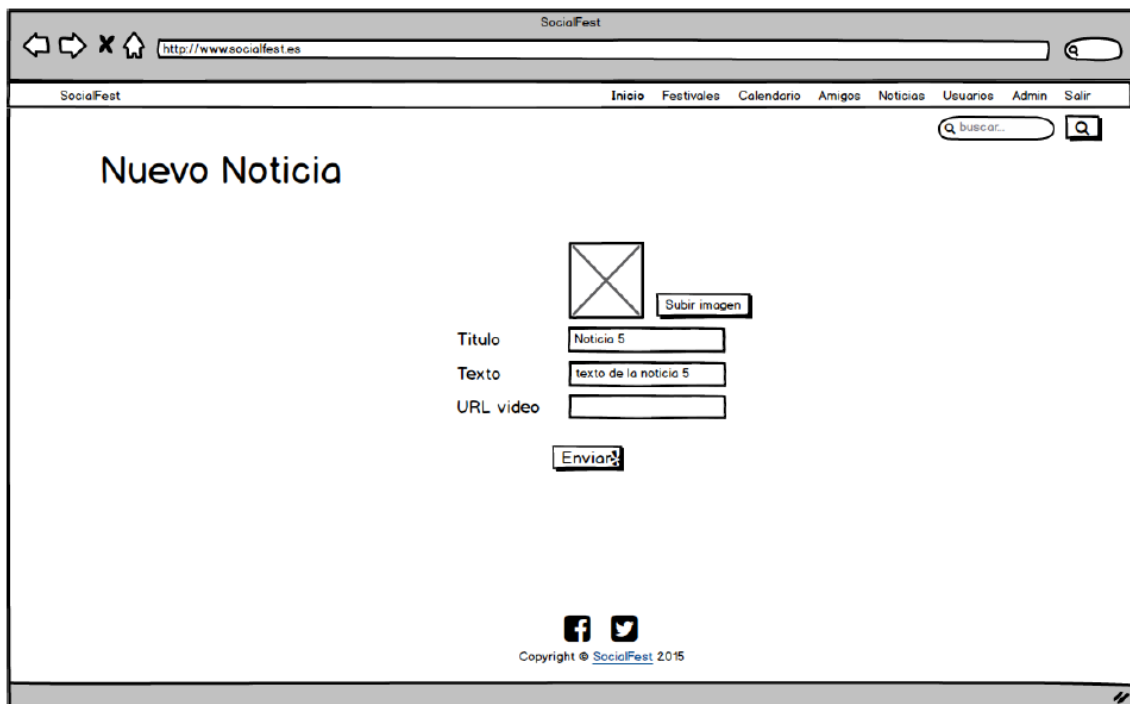 SocialFest
http://www.socialfest.es
SocialFest Inicio Festivales Calendario Amigos Noticias Usuarios Admin Salir
buscar...
Nuevo Noticia
Subir imagen
Titulo Noticia 5
Texto texto de la noticia 5
URL video
Enviar
Copyright © SocialFest 2015